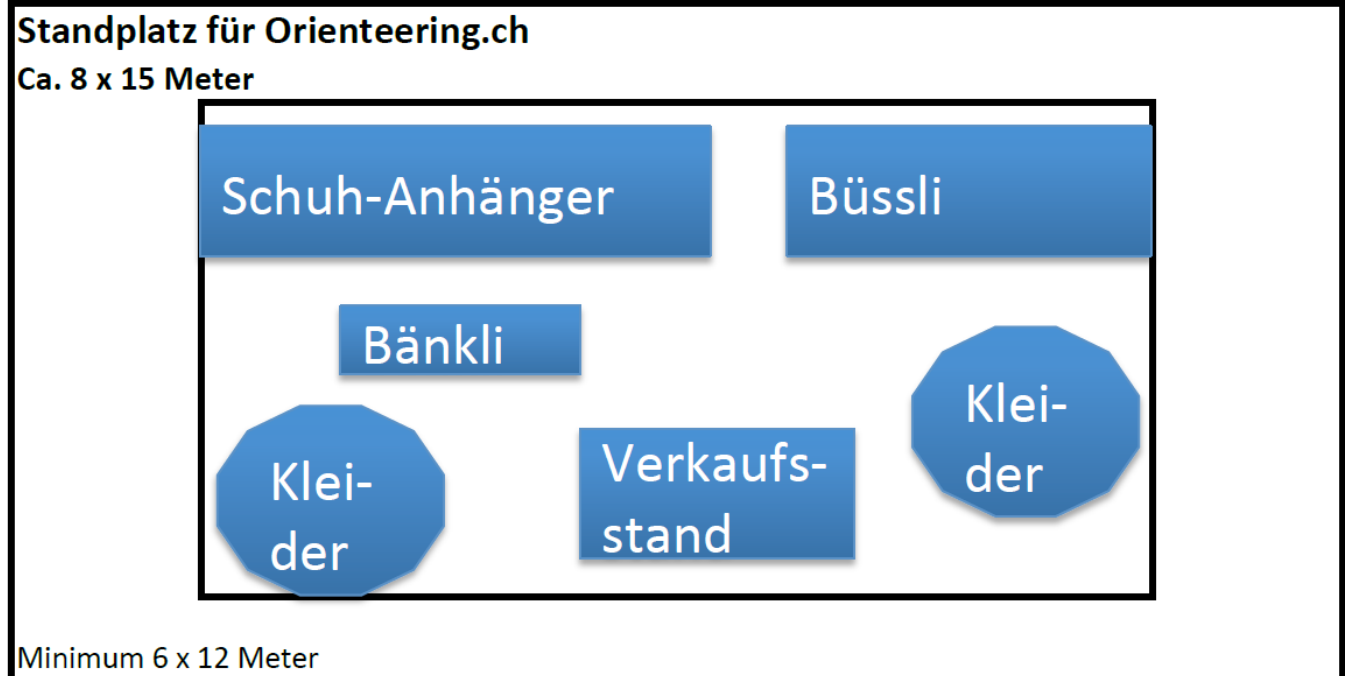 Standplatz für Orienteering.ch
Ca. 8 x 15 Meter
Schuh-Anhänger
Büssli
Bänkli
Klei-
der
Verkaufs-
stand
Klei-
der
Minimum 6 x 12 Meter